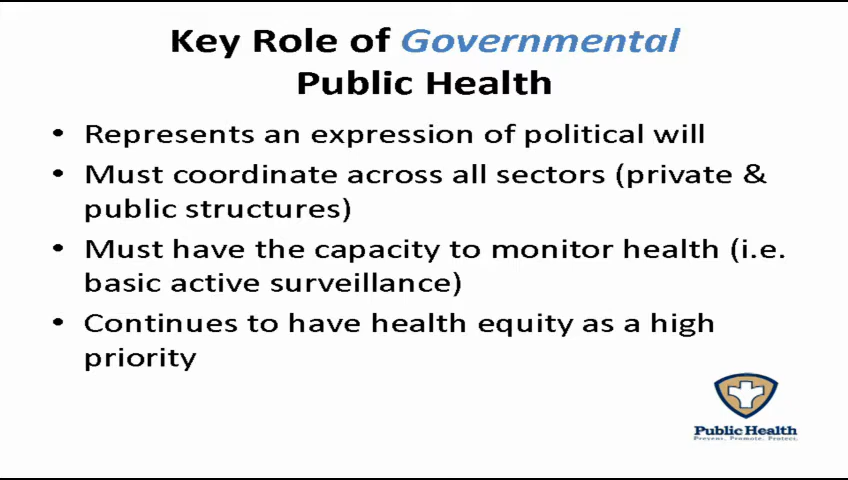 Key Role of Governmental
Public Health
• Represents an expression of political will
• Must coordinate across all sectors (private &
public structures)
• Must have the capacity to monitor health (i.e.
basic active surveillance)
• Continues to have health equity as a high
priority
Public Health
Prevent. Promote. Protect.